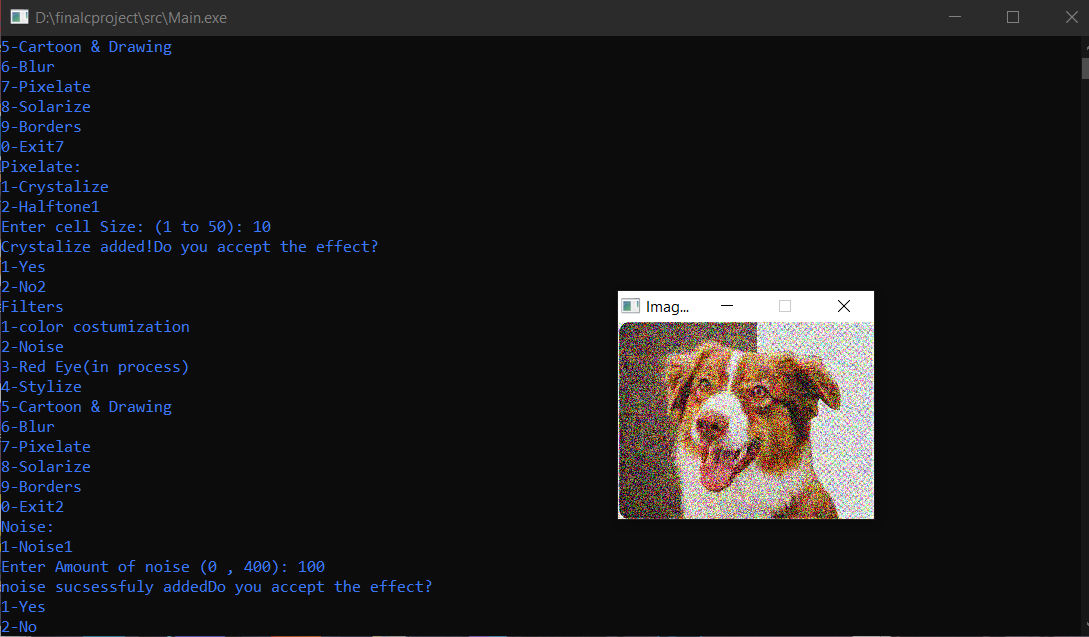 D:\finalcproject\src\Main.exe
5-Cartoon & Drawing
6-Blur
7-Pixelate
8-Solarize
9-Borders
0-Exit7
Pixelate:
1-Crystalize
2-Halftone1
Enter cell Size: (1 to 50): 10
Crystalize added!Do you accept the effect?
1-Yes
2-No2
Filters
1-color costumization
2-Noise
3-Red Eye(in process)
4-Stylize
5-Cartoon & Drawing
6-Blur
7-Pixelate
8-Solarize
9-Borders
0-Exit2
Noise:
1-Noise1
Enter Amount of noise (0 , 400): 100
noise sucsessfuly addedDo you accept the effect?
1-Yes
2-No
Imag...